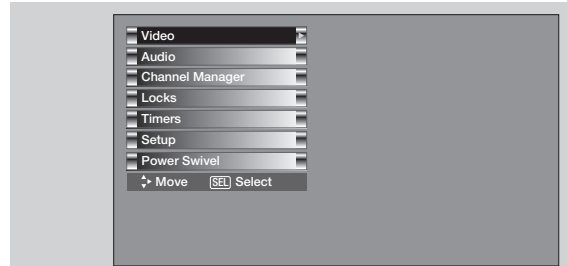 Video
Audio
Channel Manager
Locks
Timers
Setup
Power Swivel
Move SEL Select